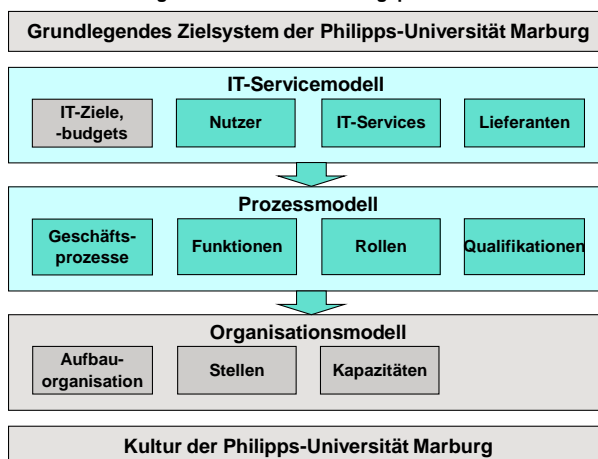 Grundlegendes Zielsystem der Philipps-Universität Marburg
IT-Servicemodell
IT-Ziele,
-budgets
Nutzer
IT-Services
Lieferanten
Prozessmodell
Geschäfts-
prozesse
Funktionen
Rollen
Qualifikationen
Organisationsmodell
Aufbau-
organisation
Stellen
Kapazitäten
Kultur der Philipps-Universität Marburg